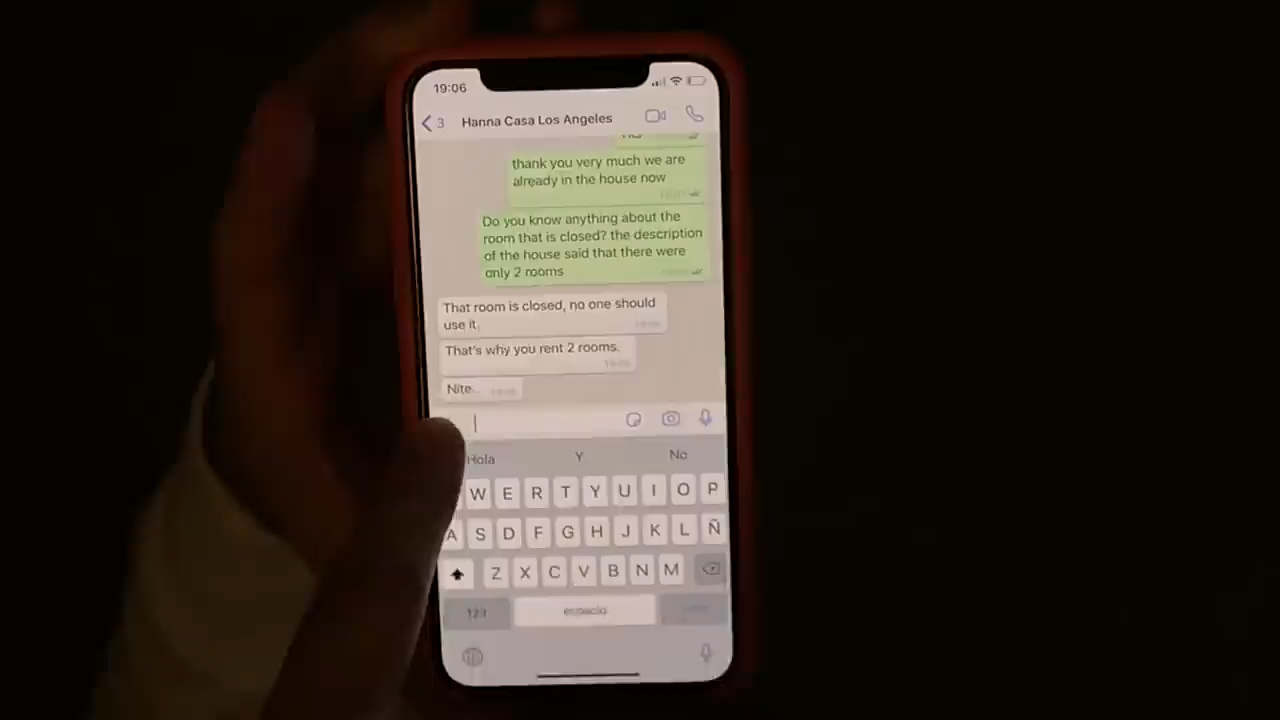 19:06
3 Hanna Casa Los Angeles
thank you very much we are
already in the house now
Do you know anything about the
room that is closed? the description
of the house said that there were
only 2 rooms
That room is closed, no one should
use it.
That's why you rent 2 rooms.
Nite
Hola Y No
W E R T Y U I O P
A S D F G H J K L Ñ
Z X C V B N M
123 espacio